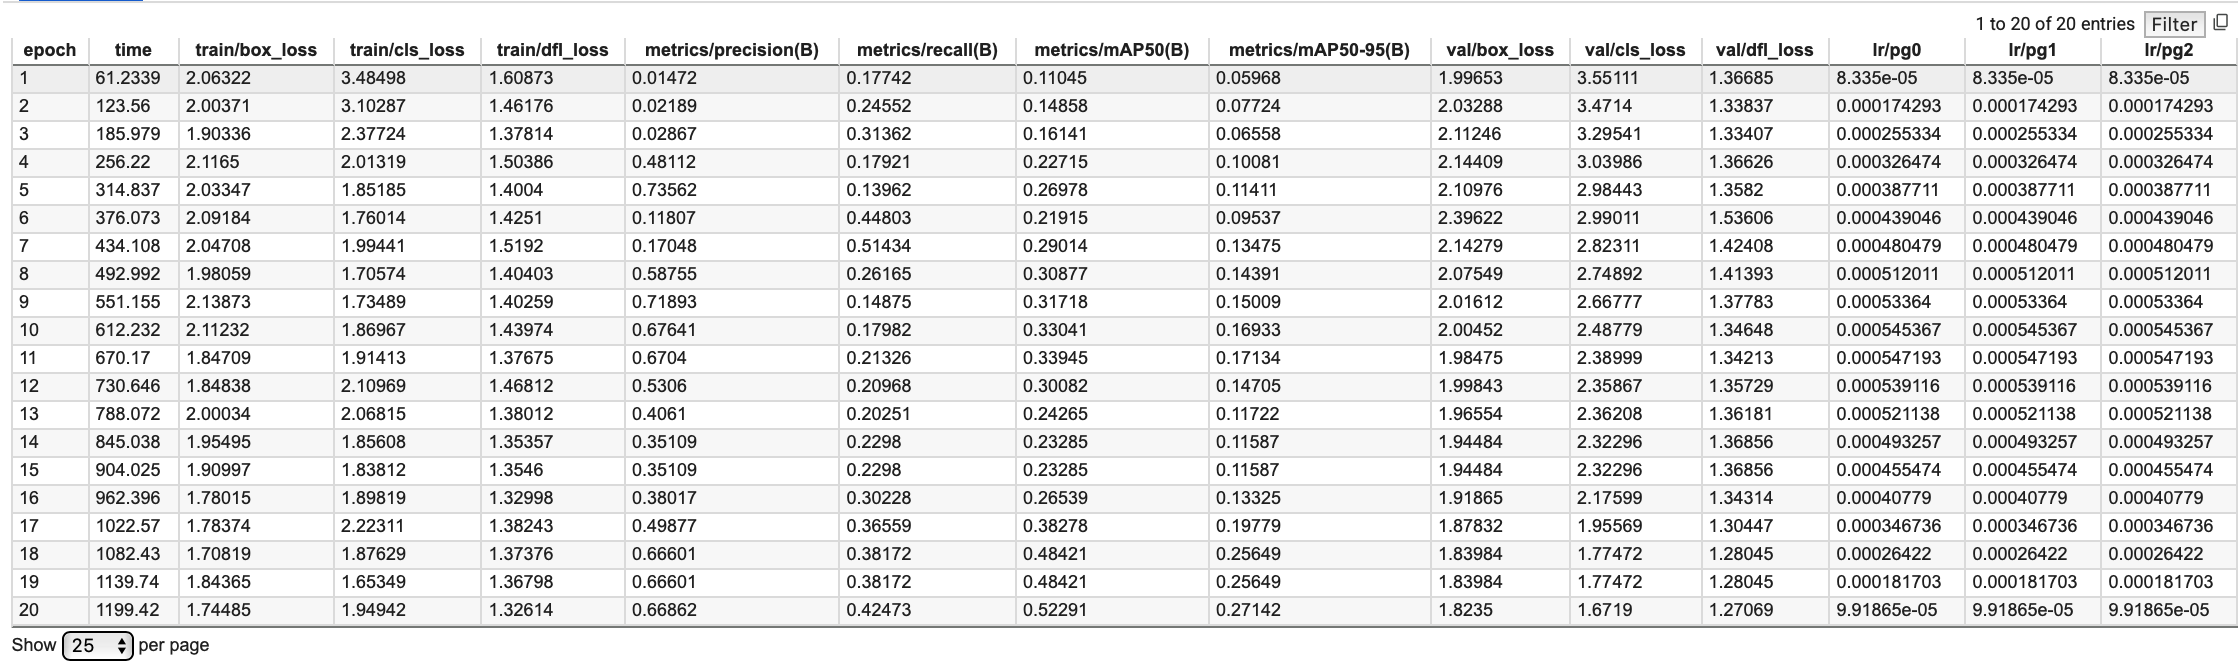 1 to 20 of 20 entries Filter
epoch time train/box_loss train/cls_loss train/dfl_loss metrics/precision(B) metrics/recall(B) metrics/mAP50(B) metrics/mAP50-95(B) val/box_loss val/cls_loss val/dfl_loss lr/pg0 lr/pg1 lr/pg2
1 61.2339 2.06322 3.48498 1.60873 0.01472 0.17742 0.11045 0.05968 1.99653 3.55111 1.36685 8.335e-05 8.335e-05 8.335e-05
2 123.56 2.00371 3.10287 1.46176 0.02189 0.24552 0.14858 0.07724 2.03288 3.4714 1.33837 0.000174293 0.000174293 0.000174293
3 185.979 1.90336 2.37724 1.37814 0.02867 0.31362 0.16141 0.06558 2.11246 3.29541 1.33407 0.000255334 0.000255334 0.000255334
4 256.22 2.1165 2.01319 1.50386 0.48112 0.17921 0.22715 0.10081 2.14409 3.03986 1.36626 0.000326474 0.000326474 0.000326474
5 314.837 2.03347 1.85185 1.4004 0.73562 0.13962 0.26978 0.11411 2.10976 2.98443 1.3582 0.000387711 0.000387711 0.000387711
6 376.073 2.09184 1.76014 1.4251 0.11807 0.44803 0.21915 0.09537 2.39622 2.99011 1.53606 0.000439046 0.000439046 0.000439046
7 434.108 2.04708 1.99441 1.5192 0.17048 0.51434 0.29014 0.13475 2.14279 2.82311 1.42408 0.000480479 0.000480479 0.000480479
8 492.992 1.98059 1.70574 1.40403 0.58755 0.26165 0.30877 0.14391 2.07549 2.74892 1.41393 0.000512011 0.000512011 0.000512011
9 551.155 2.13873 1.73489 1.40259 0.71893 0.14875 0.31718 0.15009 2.01612 2.66777 1.37783 0.00053364 0.00053364 0.00053364
10 612.232 2.11232 1.86967 1.43974 0.67641 0.17982 0.33041 0.16933 2.00452 2.48779 1.34648 0.000545367 0.000545367 0.000545367
11 670.17 1.84709 1.91413 1.37675 0.6704 0.21326 0.33945 0.17134 1.98475 2.38999 1.34213 0.000547193 0.000547193 0.000547193
12 730.646 1.84838 2.10969 1.46812 0.5306 0.20968 0.30082 0.14705 1.99843 2.35867 1.35729 0.000539116 0.000539116 0.000539116
13 788.072 2.00034 2.06815 1.38012 0.4061 0.20251 0.24265 0.11722 1.96554 2.36208 1.36181 0.000521138 0.000521138 0.000521138
14 845.038 1.95495 1.85608 1.35357 0.35109 0.2298 0.23285 0.11587 1.94484 2.32296 1.36856 0.000493257 0.000493257 0.000493257
15 904.025 1.90997 1.83812 1.3546 0.35109 0.2298 0.23285 0.11587 1.94484 2.32296 1.36856 0.000455474 0.000455474 0.000455474
16 962.396 1.78015 1.89819 1.32998 0.38017 0.30228 0.26539 0.13325 1.91865 2.17599 1.34314 0.00040779 0.00040779 0.00040779
17 1022.57 1.78374 2.22311 1.38243 0.49877 0.36559 0.38278 0.19779 1.87832 1.95569 1.30447 0.000346736 0.000346736 0.000346736
18 1082.43 1.70819 1.87629 1.37376 0.66601 0.38172 0.48421 0.25649 1.83984 1.77472 1.28045 0.00026422 0.00026422 0.00026422
19 1139.74 1.84365 1.65349 1.36798 0.66601 0.38172 0.48421 0.25649 1.83984 1.77472 1.28045 0.000181703 0.000181703 0.000181703
20 1199.42 1.74485 1.94942 1.32614 0.66862 0.42473 0.52291 0.27142 1.8235 1.6719 1.27069 9.91865e-05 9.91865e-05 9.91865e-05
Show 25 per page